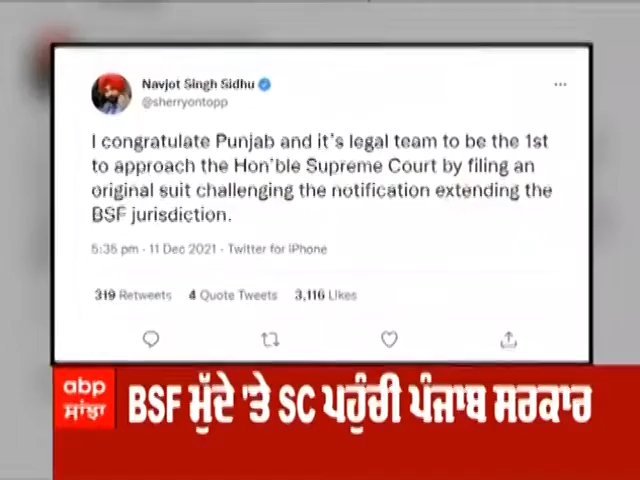 Navjot Singh Sidhu
@sherryontopp
I congratulate Punjab and it's legal team to be the 1st
to approach the Hon'ble Supreme Court by filing an
original suit challenging the notification extending the
BSF jurisdiction.
5:35 pm · 11 Dec 2021 · Twitter for iPhone
319 Retweets 4 Quote Tweets 3,116 Likes
abp
ਸਾਂਝਾ
BSF ਮੁੱਦੇ 'ਤੇ SC ਪਹੁੰਚੀ ਪੰਜਾਬ ਸਰਕਾਰ